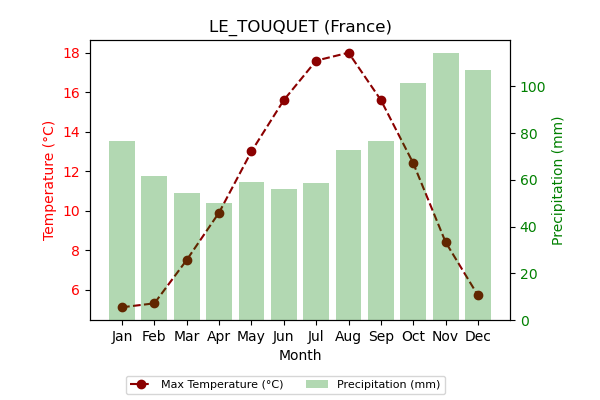 LE_TOUQUET (France)
Temperature (°C)
18
16
14
12
10
8
6
100
80
60
40
20
0
Precipitation (mm)
Jan Feb Mar Apr May Jun Jul Aug Sep Oct Nov Dec
Month
Max Temperature (°C) Precipitation (mm)